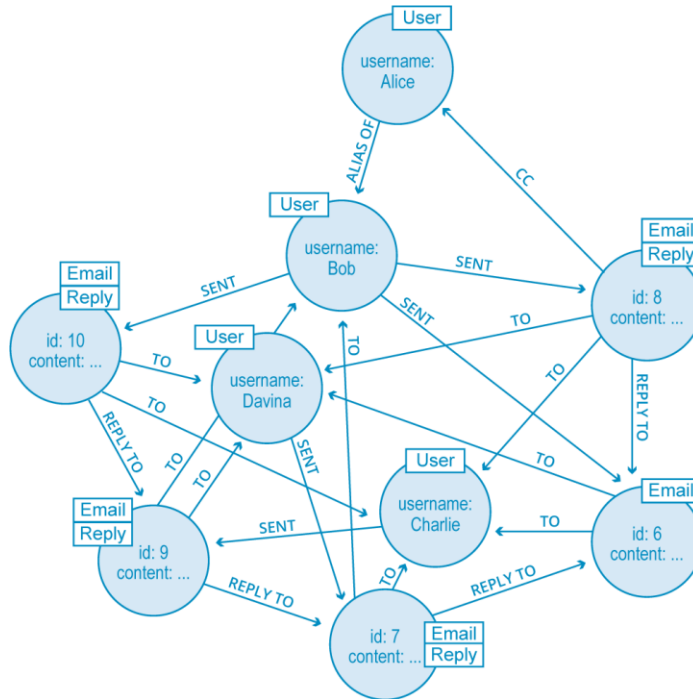 User
username:
Alice
ALIAS OF
CC
User
username:
Bob
SENT
SENT
SENT
Email
Reply
id: 8
content: ...
Email
Reply
id: 10
content: ...
TO
TO
REPLY TO
User
username:
Davina
TO
TO
TO
REPLY TO
SENT
TO
User
username:
Charlie
SENT
TO
Email
id: 6
content: ...
Email
Reply
id: 9
content: ...
TO
TO
REPLY TO
TO
REPLY TO
id: 7
content: ...
Email
Reply